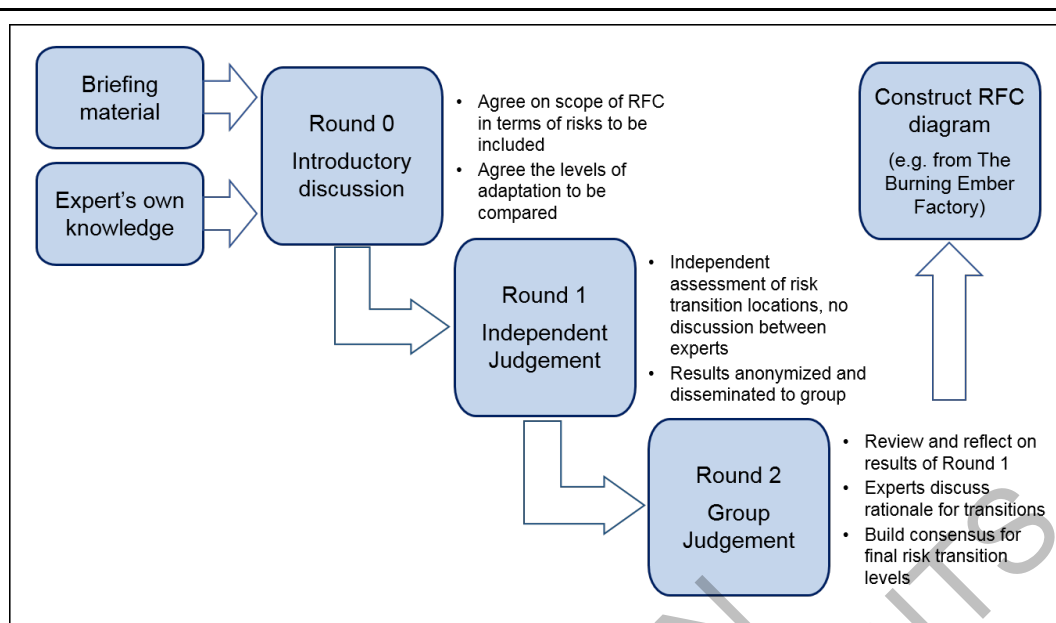 Briefing
material
Expert's own
knowledge
Round 0
Introductory
discussion
• Agree on scope of RFC
in terms of risks to be
included
• Agree the levels of
adaptation to be
compared
Round 1
Independent
Judgement
• Independent
assessment of risk
transition locations, no
discussion between
experts
• Results anonymized and
disseminated to group
Round 2
Group
Judgement
• Review and reflect on
results of Round 1
• Experts discuss
rationale for transitions
• Build consensus for
final risk transition
levels
Construct RFC
diagram
(e.g. from The
Burning Ember
Factory)